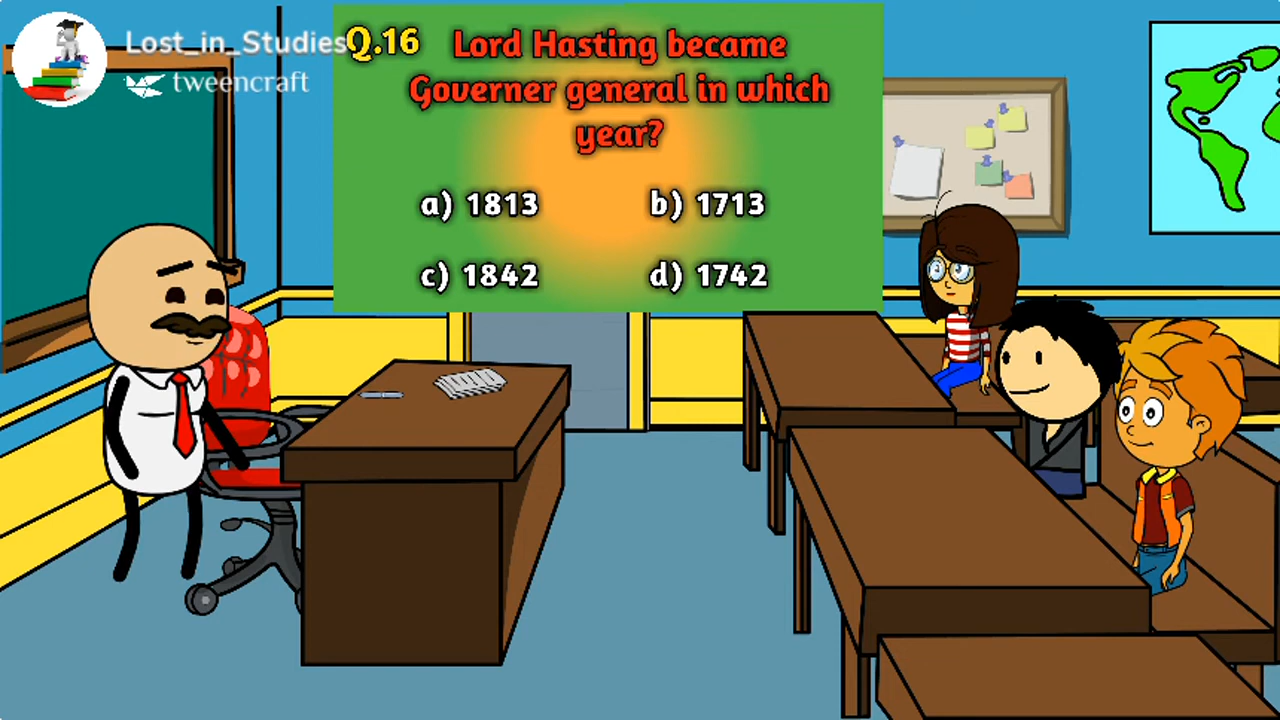 Lost_in_Studies
tweencraft
Q.16 Lord Hasting became
Governer general in which
year?
a) 1813 b) 1713
c) 1842 d) 1742